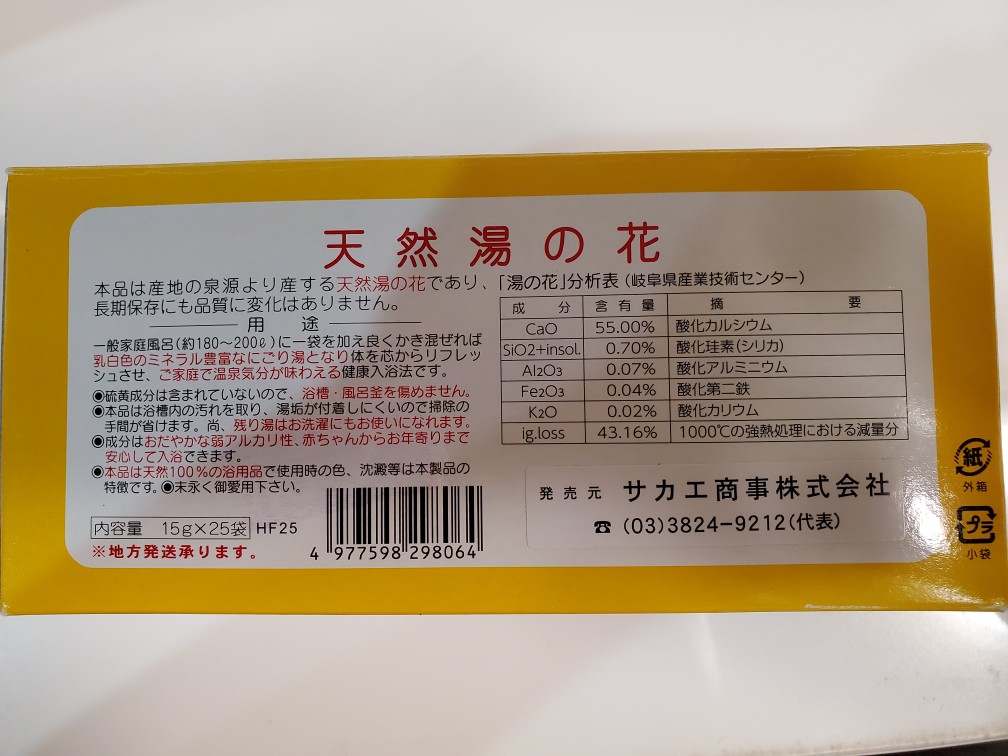 天然湯の花
本品は産地の泉源より産する天然湯の花であり、
長期保存にも品質に変化はありません。
用途
一般家庭風呂(約180〜200ℓ)に一袋を加え良くかき混ぜれば
乳白色のミネラル豊富なにごり湯となり体を芯からリフレッ
シュさせ、ご家庭で温泉気分が味わえる健康入浴法です。
●硫黄成分は含まれていないので、浴槽・風呂釜を傷めません。
●本品は浴槽内の汚れを取り、湯垢が付着しにくいので掃除の
手間が省けます。尚、残り湯はお洗濯にもお使いになれます。
●成分はおだやかな弱アルカリ性、赤ちゃんからお年寄りまで
安心して入浴できます。
●本品は天然100%の浴用品で使用時の色、沈澱等は本製品の
特徴です。◉末永く御愛用下さい。
内容量 15g×25袋 HF25
※地方発送承ります。
4 977598 298064
「湯の花」分析表(岐阜県産業技術センター)
成分 含有量 摘要
CaO 55.00% 酸化カルシウム
SiO2+insol. 0.70% 酸化珪素(シリカ)
Al2O3 0.07% 酸化アルミニウム
Fe2O3 0.04% 酸化第二鉄
K2O 0.02% 酸化カリウム
ig.loss 43.16% 1000℃の強熱処理における減量分
発売元 サカエ商事株式会社
☎ (03)3824-9212(代表)
紙
外箱
プラ
小袋